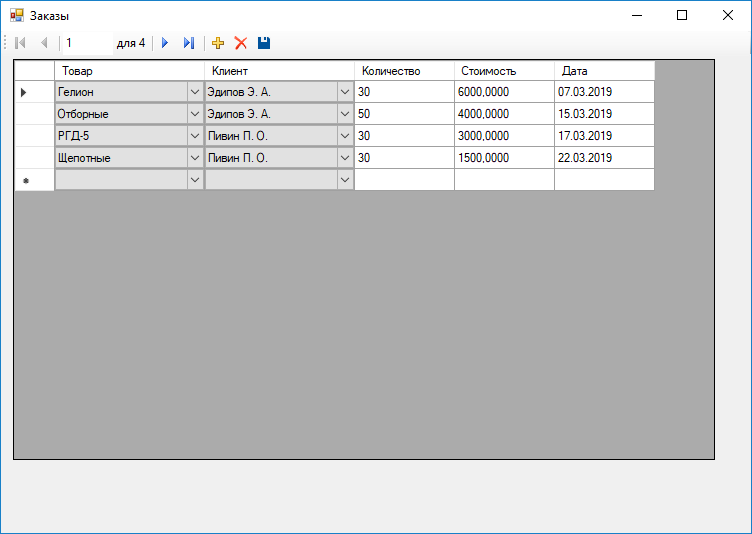 Заказы
1 для 4
Товар Клиент Количество Стоимость Дата
Гелион Эдипов Э. А. 30 6000,0000 07.03.2019
Отборные Эдипов Э. А. 50 4000,0000 15.03.2019
РГД-5 Пивин П. О. 30 3000,0000 17.03.2019
Щепотные Пивин П. О. 30 1500,0000 22.03.2019